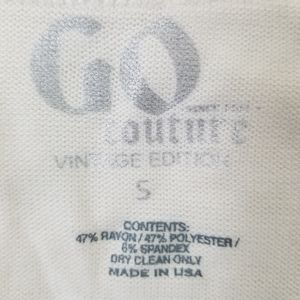 GO
couture
VINTAGE EDITION
S
CONTENTS:
47% RAYON / 47% POLYESTER /
6% SPANDEX
DRY CLEAN ONLY
MADE IN USA